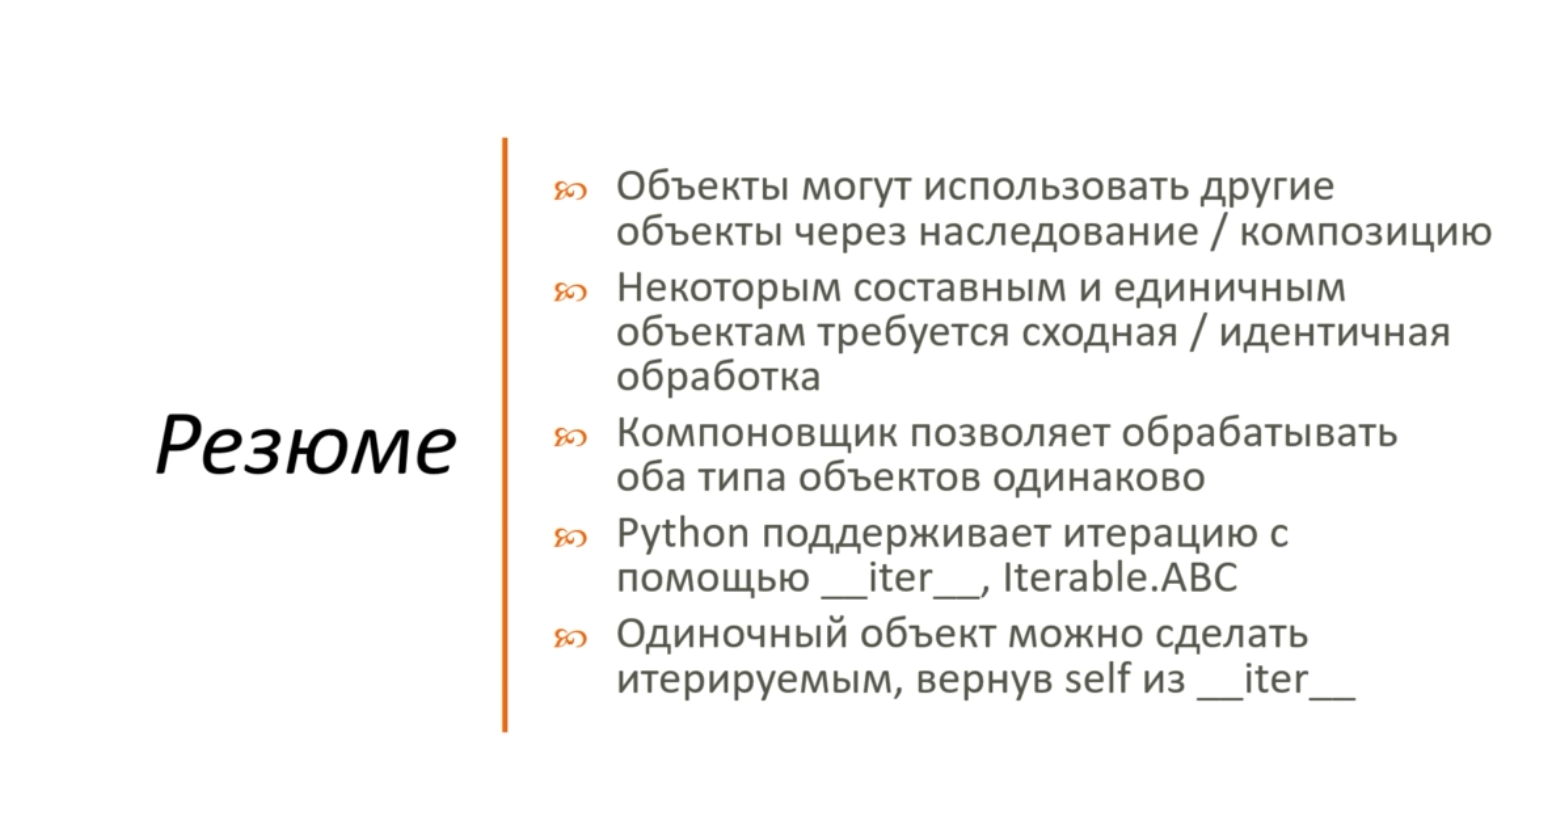 Резюме
Объекты могут использовать другие
объекты через наследование / композицию
Некоторым составным и единичным
объектам требуется сходная / идентичная
обработка
Компоновщик позволяет обрабатывать
оба типа объектов одинаково
Python поддерживает итерацию с
помощью __iter__, Iterable.ABC
Одиночный объект можно сделать
итерируемым, вернув self из __iter__